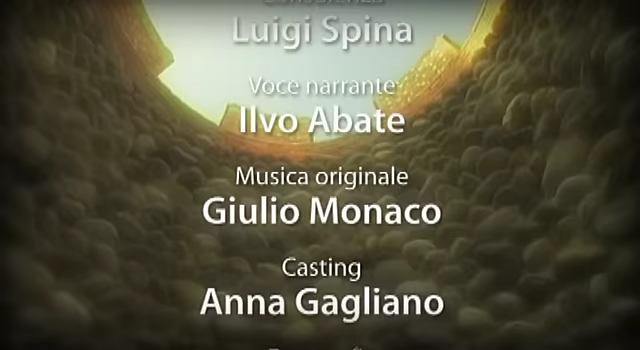 Luigi Spina
Voce narrante
Ilvo Abate
Musica originale
Giulio Monaco
Casting
Anna Gagliano